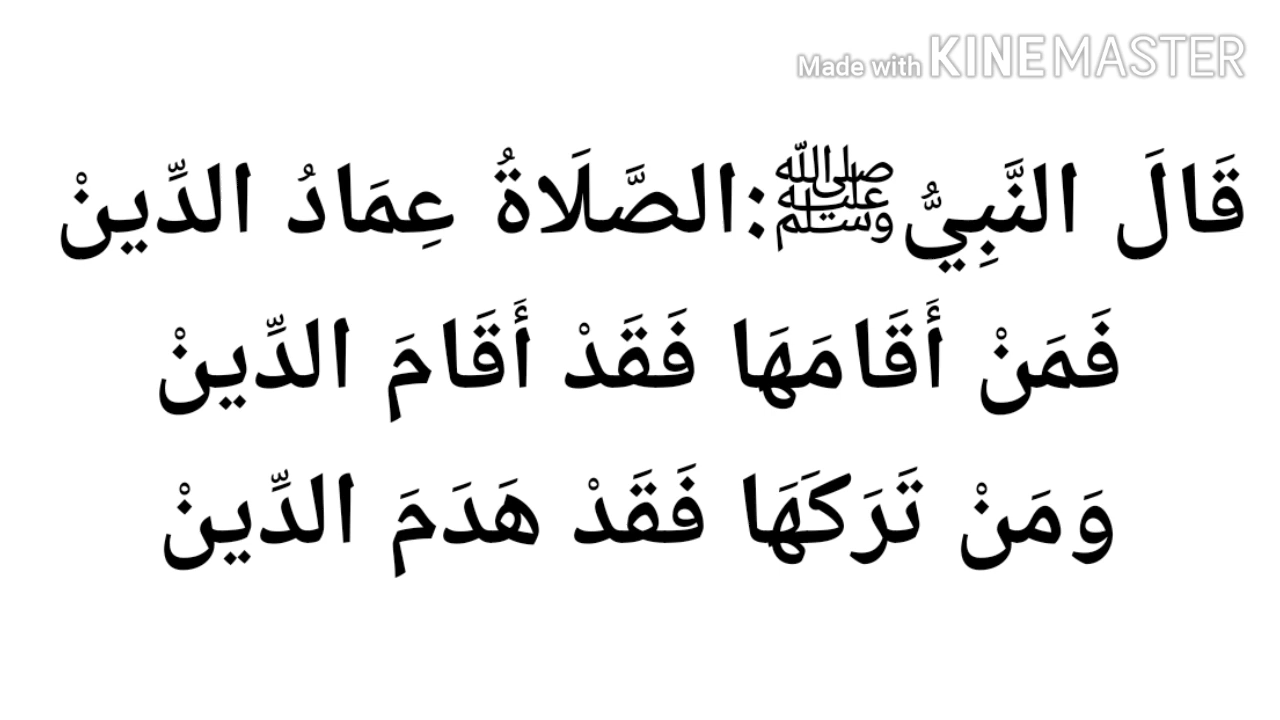 Made with KINEMASTER
قَالَ النَّبِيُّ ﷺ:الصَّلَاةُ عِمَادُ الدِّينْ
فَمَنْ أَقَامَهَا فَقَدْ أَقَامَ الدِّينْ
وَمَنْ تَرَكَهَا فَقَدْ هَدَمَ الدِّينْ